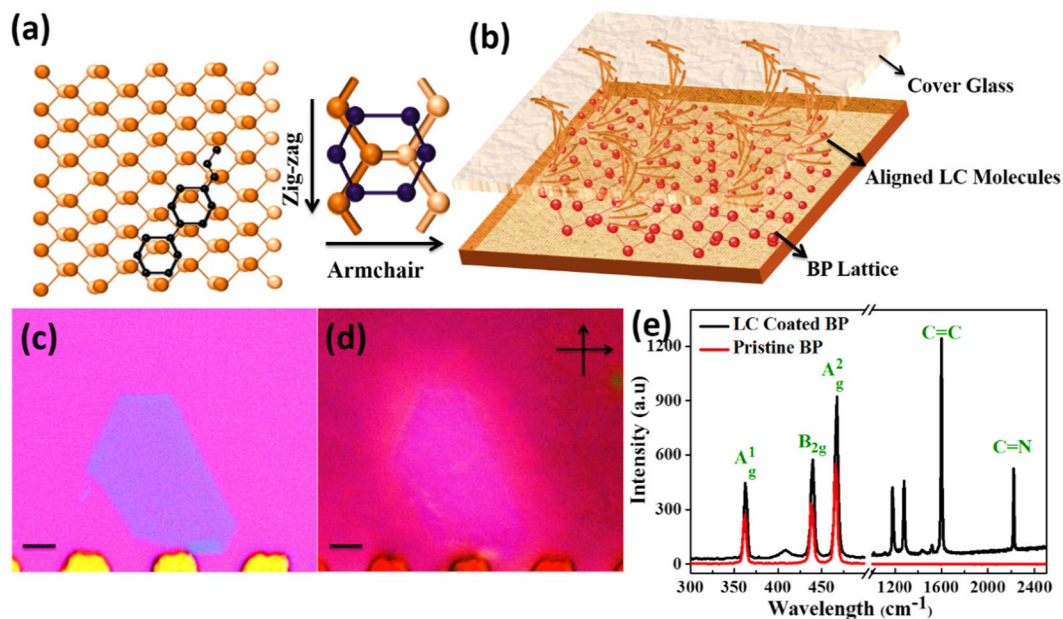 (a)
Zig-zag
Armchair
(b)
Cover Glass
Aligned LC Molecules
BP Lattice
(c)
(d)
(e)
LC Coated BP
Pristine BP
C=C
A²g
B₂g
A¹g
C=N
1200
900
600
300
0
Intensity (a.u)
300 350 400 450 1200 1600 2000 2400
Wavelength (cm⁻¹)